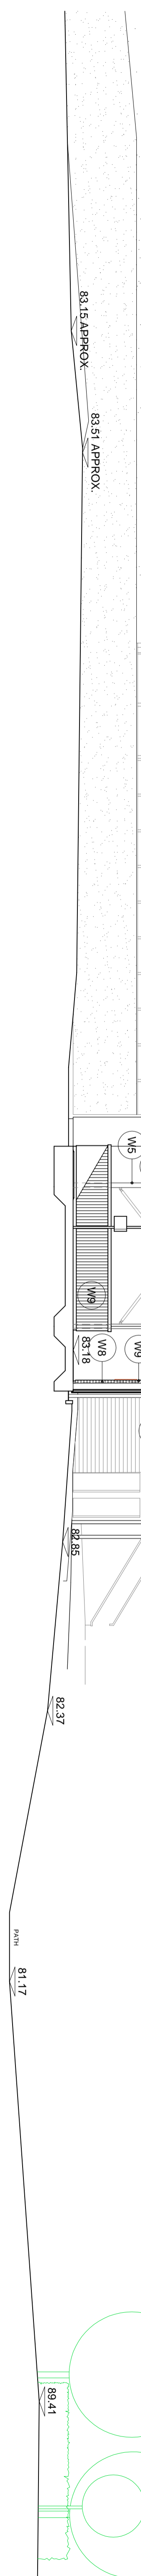 83.15 APPROX.
83.51 APPROX.
W5
W9
W8
W9
83.18
82.85
82.37
PATH
81.17
89.41